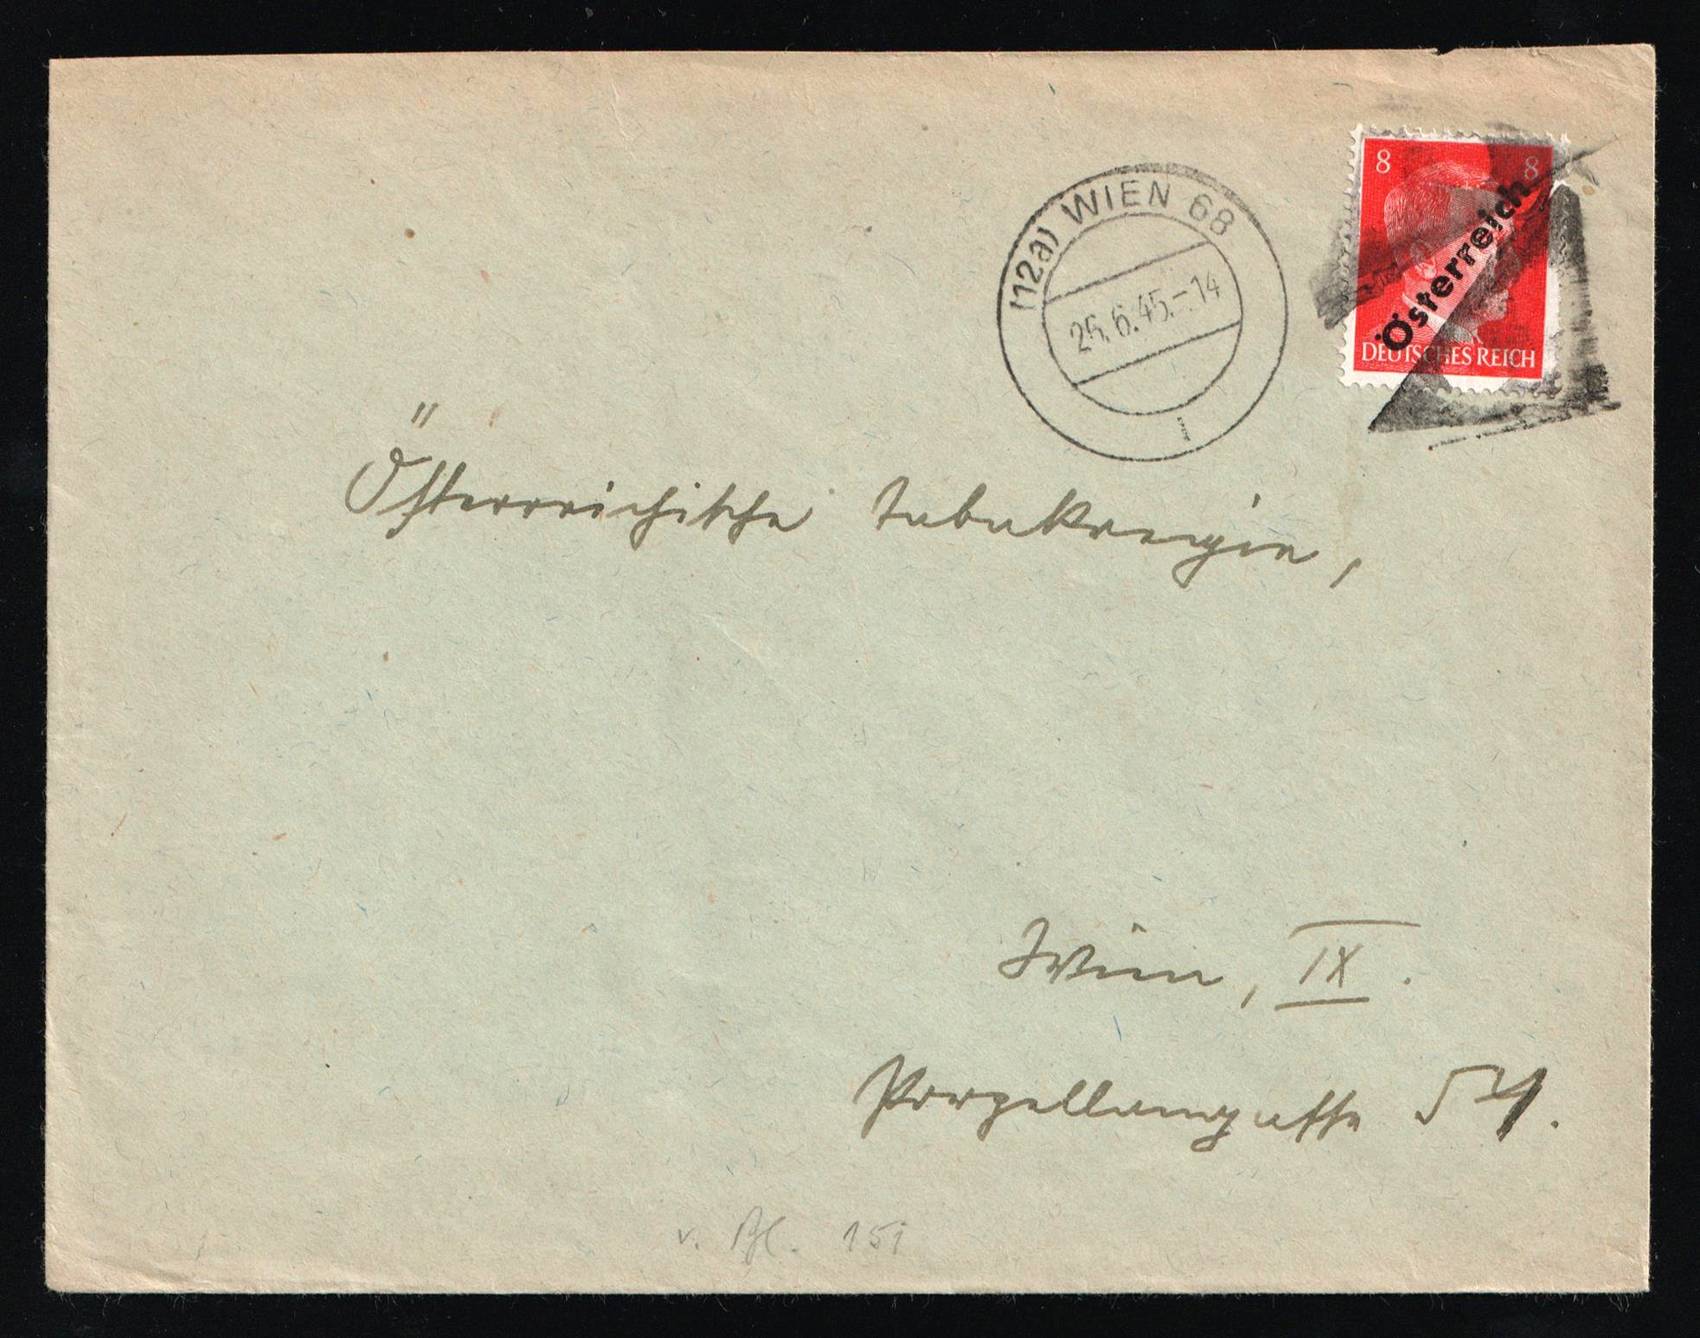 (12a) WIEN 68
25.6.45.-14
i
8 8
Österreich
DEUTSCHES REICH
Österreichische Tabakregie,
Wien, IX.
Porzellangasse 51.
v. 151